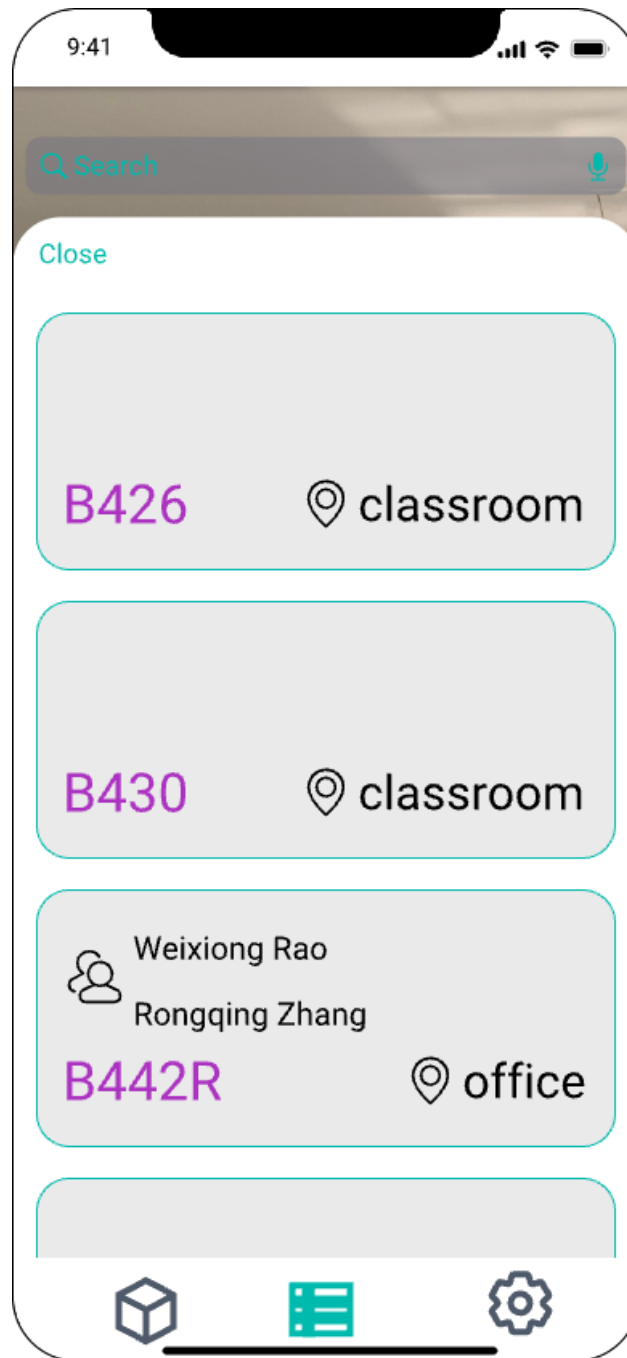 9:41
Search
Close
B426 classroom
B430 classroom
Weixiong Rao
Rongqing Zhang
B442R office